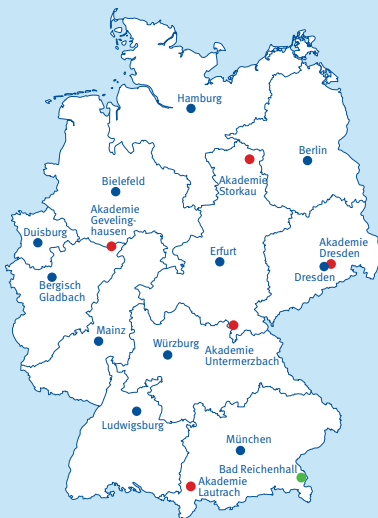 Hamburg
Berlin
Bielefeld
Akademie
Storkau
Akademie
Geveling-
hausen
Duisburg
Akademie
Dresden
Erfurt
Dresden
Bergisch
Gladbach
Mainz
Würzburg
Akademie
Untermerzbach
Ludwigsburg
München
Bad Reichenhall
Akademie
Lautrach